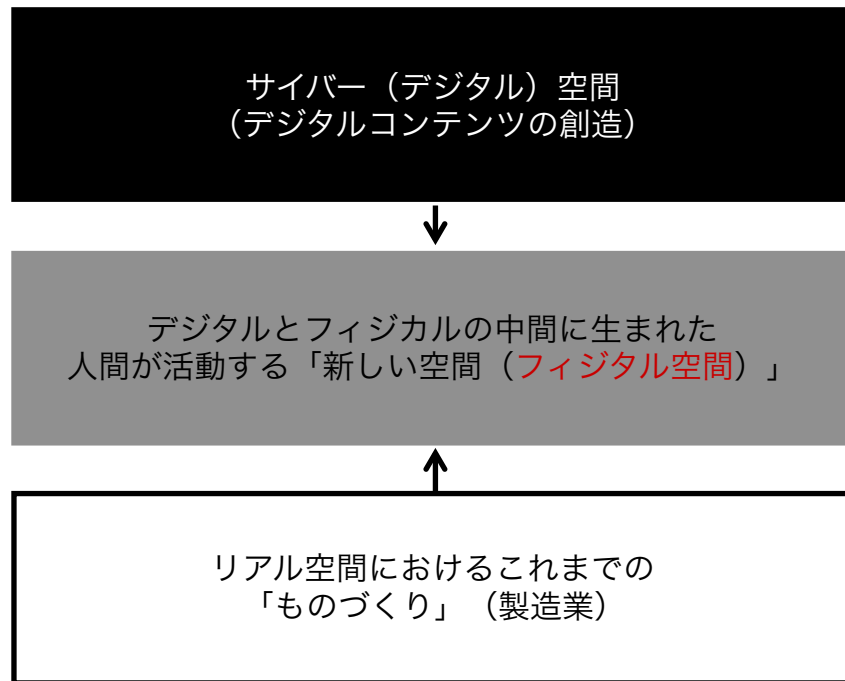 サイバー（デジタル）空間
（デジタルコンテンツの創造）
デジタルとフィジカルの中間に生まれた
人間が活動する「新しい空間（フィジタル空間）」
リアル空間におけるこれまでの
「ものづくり」（製造業）